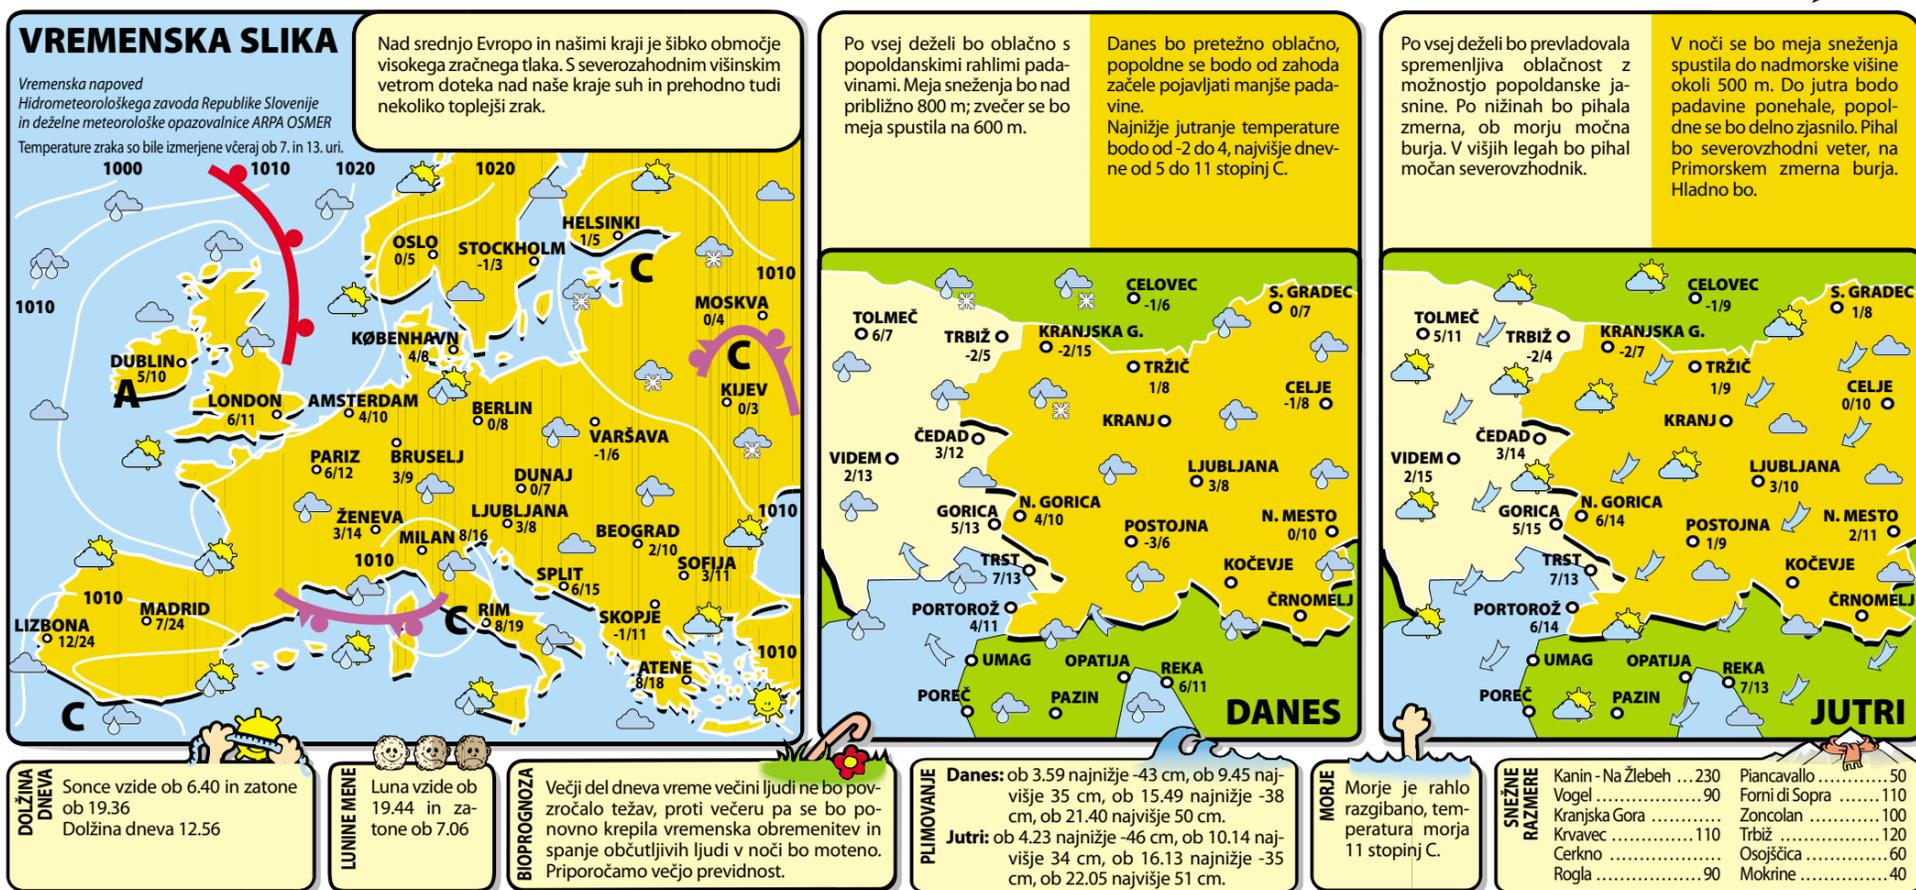 VREMENSKA SLIKA
Vremenska napoved
Hidrometeorološkega zavoda Republike Slovenije
in deželne meteorološke opazovalnice ARPA OSMER
Temperature zraka so bile izmerjene včeraj ob 7. in 13. uri.
Nad srednjo Evropo in našimi kraji je šibko območje
visokega zračnega tlaka. S severozahodnim višinskim
vetrom doteka nad naše kraje suh in prehodno tudi
nekoliko toplejši zrak.
1000
1010
1020
1020
HELSINKI
1/5
OSLO
0/5
STOCKHOLM
-1/3
C
1010
1010
MOSKVA
0/4
KØBENHAVN
4/8
C
DUBLIN
5/10
A
LONDON
6/11
AMSTERDAM
4/10
BERLIN
0/8
KIJEV
0/3
VARŠAVA
-1/6
PARIZ
6/12
BRUSELJ
3/9
DUNAJ
0/7
ŽENEVA
3/14
LJUBLJANA
3/8
1010
MILAN 8/16
BEOGRAD
2/10
1010
SOFIJA
3/11
SPLIT
6/15
1010
MADRID
7/24
LIZBONA
12/24
C
RIM
8/19
SKOPJE
-1/11
1010
ATENE
8/18
C
Po vsej deželi bo oblačno s
popoldanskimi rahlimi pada-
vinami. Meja sneženja bo nad
približno 800 m; zvečer se bo
meja spustila na 600 m.
Danes bo pretežno oblačno,
popoldne se bodo od zahoda
začele pojavljati manjše pada-
vine.
Najnižje jutranje temperature
bodo od -2 do 4, najvišje dnev-
ne od 5 do 11 stopinj C.
CELOVEC
-1/6
S. GRADEC
0/7
TOLMEČ
6/7
TRBIŽ
-2/5
KRANJSKA G.
-2/15
TRŽIČ
1/8
CELJE
-1/8
KRANJ
ČEDAD
3/12
VIDEM
2/13
LJUBLJANA
3/8
GORICA
5/13
N. GORICA
4/10
POSTOJNA
-3/6
N. MESTO
0/10
TRST
7/13
KOČEVJE
PORTOROŽ
4/11
ČRNOMELJ
UMAG
OPATIJA
REKA
6/11
POREČ
PAZIN
DANES
Po vsej deželi bo prevladovala
spremenljiva oblačnost z
možnostjo popoldanske ja-
snine. Po nižinah bo pihala
zmerna, ob morju močna
burja. V višjih legah bo pihal
močan severovzhodnik.
V noči se bo meja sneženja
spustila do nadmorske višine
okoli 500 m. Do jutra bodo
padavine ponehale, popol-
dne se bo delno zjasnilo. Pihal
bo severovzhodni veter, na
Primorskem zmerna burja.
Hladno bo.
CELOVEC
-1/9
S. GRADEC
1/8
TOLMEČ
5/11
TRBIŽ
-2/4
KRANJSKA G.
-2/7
TRŽIČ
1/9
CELJE
0/10
KRANJ
ČEDAD
3/14
VIDEM
2/15
LJUBLJANA
3/10
GORICA
5/15
N. GORICA
6/14
POSTOJNA
1/9
N. MESTO
2/11
TRST
7/13
KOČEVJE
PORTOROŽ
6/14
ČRNOMELJ
UMAG
OPATIJA
REKA
7/13
POREČ
PAZIN
JUTRI
DOLŽINA
DNEVA
Sonce vzide ob 6.40 in zatone
ob 19.36
Dolžina dneva 12.56
LUNINE MENE
Luna vzide ob
19.44 in za-
tone ob 7.06
BIOPROGNOZA
Večji del dneva vreme večini ljudi ne bo pov-
zročalo težav, proti večeru pa se bo po-
novno krepila vremenska obremenitev in
spanje občutljivih ljudi v noči bo moteno.
Priporočamo večjo previdnost.
PLIMOVANJE
Danes: ob 3.59 najnižje -43 cm, ob 9.45 naj-
višje 35 cm, ob 15.49 najnižje -38
cm, ob 21.40 najvišje 50 cm.
Jutri: ob 4.23 najnižje -46 cm, ob 10.14 naj-
višje 34 cm, ob 16.13 najnižje -35
cm, ob 22.05 najvišje 51 cm.
MORJE
Morje je rahlo
razgibano, tem-
peratura morja
11 stopinj C.
SNEŽNE
RAZMERE
Kanin - Na Žlebeh ...230
Vogel ..................90
Kranjska Gora ............
Krvavec ...............110
Cerkno ...................
Rogla ..................90
Piancavallo ............50
Forni di Sopra .......110
Zoncolan .............100
Trbiž ................120
Osojščica .............60
Mokrine ...............40